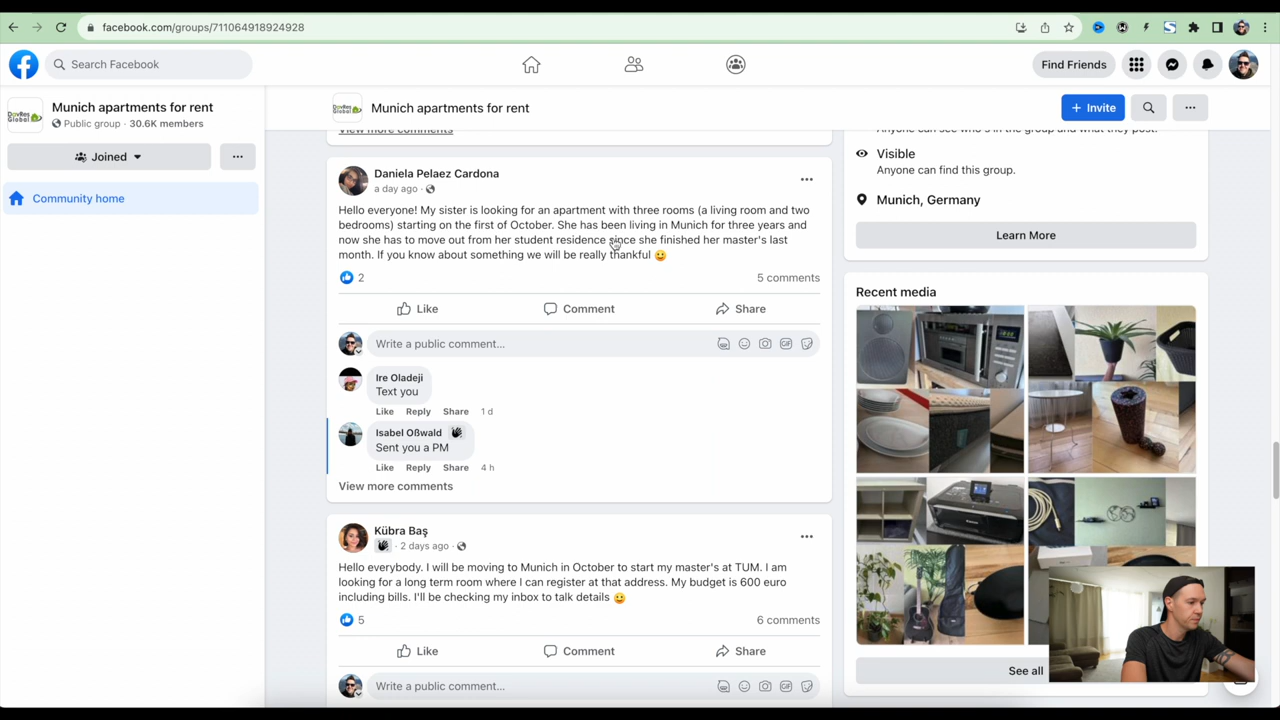 facebook.com/groups/711064918924928
Search Facebook
Find Friends
Munich apartments for rent
Public group · 30.6K members
Joined
Community home
Munich apartments for rent
+ Invite
View more comments
Daniela Pelaez Cardona
a day ago ·
Hello everyone! My sister is looking for an apartment with three rooms (a living room and two
bedrooms) starting on the first of October. She has been living in Munich for three years and
now she has to move out from her student residence since she finished her master's last
month. If you know about something we will be really thankful 😀
2
5 comments
Like
Comment
Share
Write a public comment...
GIF
Ire Oladeji
Text you
Like Reply Share 1 d
Isabel Oßwald
Sent you a PM
Like Reply Share 4 h
View more comments
Kübra Baş
· 2 days ago ·
Hello everybody. I will be moving to Munich in October to start my master's at TUM. I am
looking for a long term room where I can register at that address. My budget is 600 euro
including bills. I'll be checking my inbox to talk details 😀
5
6 comments
Like
Comment
Share
Write a public comment...
GIF
Anyone can see who's in the group and what they post.
Visible
Anyone can find this group.
Munich, Germany
Learn More
Recent media
See all